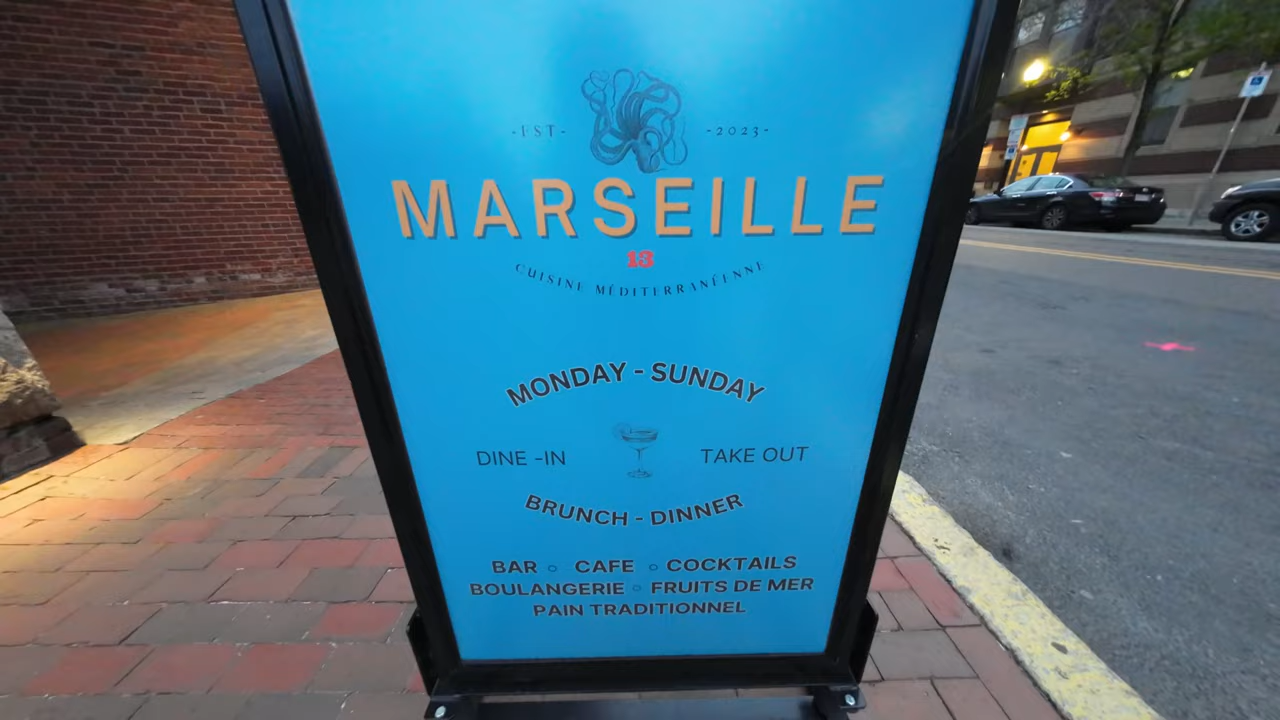 -EST- -2023-
MARSEILLE
13
CUISINE MÉDITERRANÉENNE
MONDAY - SUNDAY
DINE -IN TAKE OUT
BRUNCH - DINNER
BAR ○ CAFE ○ COCKTAILS
BOULANGERIE ○ FRUITS DE MER
PAIN TRADITIONNEL